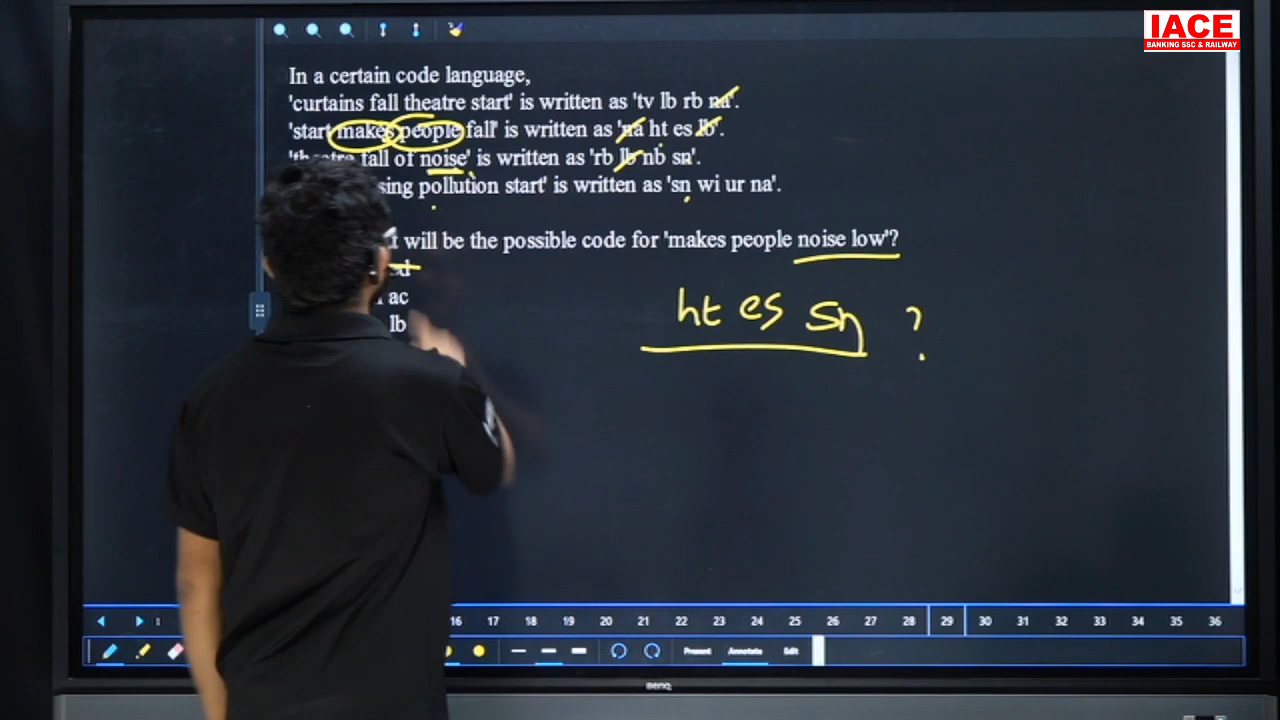 IACE
BANKING SSC & RAILWAY
In a certain code language,
'curtains fall theatre start' is written as 'tv lb rb na'.
'start makes people fall' is written as 'na ht es lb'.
'theatre fall of noise' is written as 'rb lb nb sn'.
pollution start' is written as 'sn wi ur na'.
will be the possible code for 'makes people noise low'?
ac
lb
ht es sn ?
1 16 17 18 19 20 21 22 23 24 25 26 27 28 29 30 31 32 33 34 35 36
Present Annotate Edit
BenQ